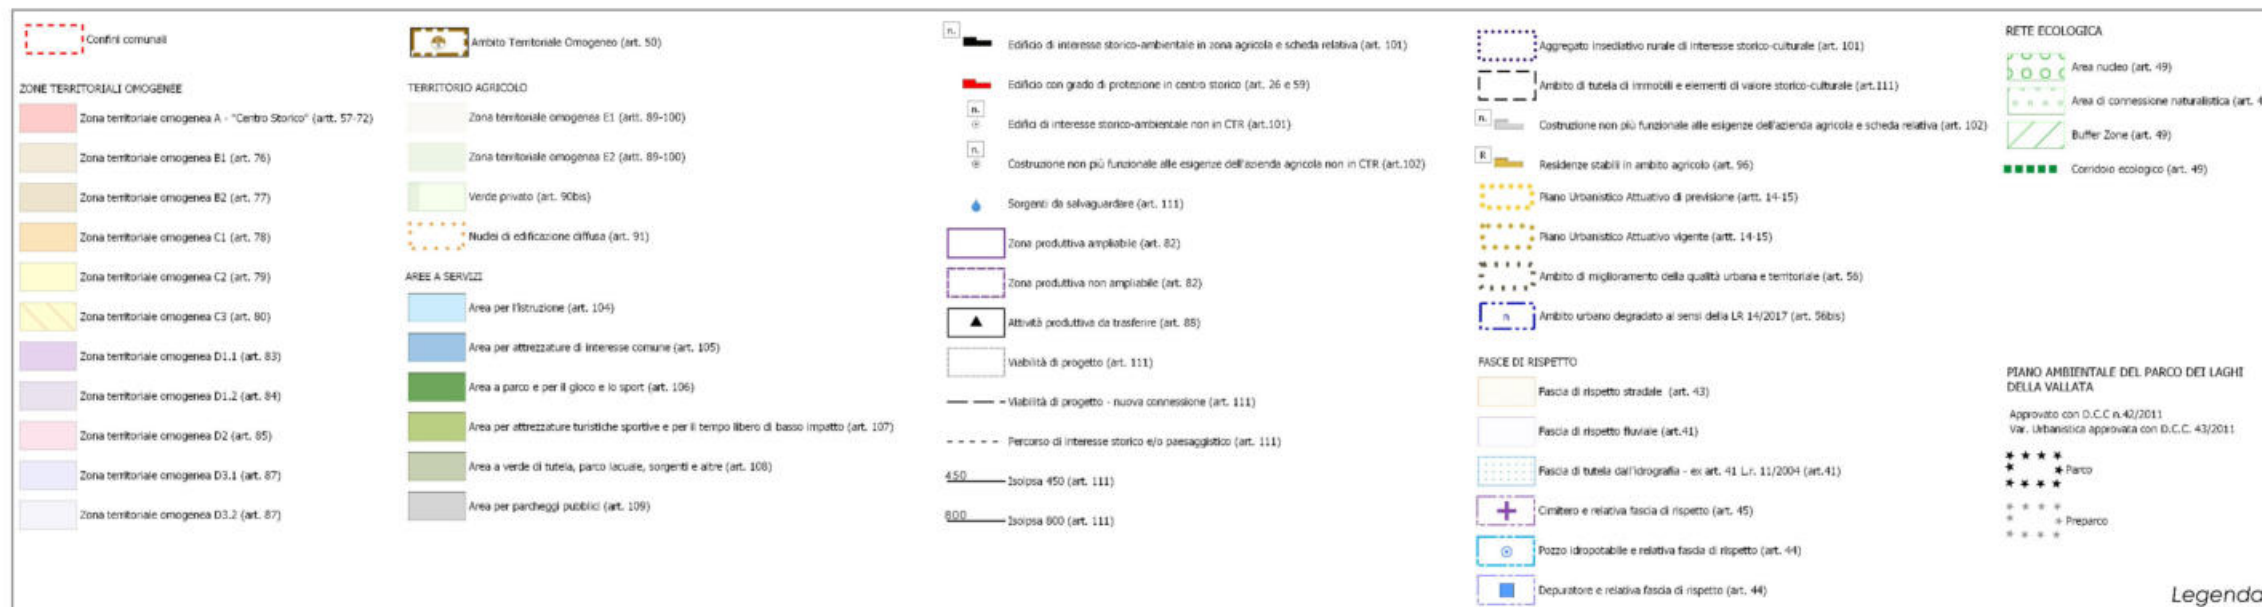 Confini comunali
ZONE TERRITORIALI OMOGENEE
Zona territoriale omogenea A - "Centro Storico" (artt. 57-72)
Zona territoriale omogenea B1 (art. 76)
Zona territoriale omogenea B2 (art. 77)
Zona territoriale omogenea C1 (art. 78)
Zona territoriale omogenea C2 (art. 79)
Zona territoriale omogenea C3 (art. 80)
Zona territoriale omogenea D1.1 (art. 83)
Zona territoriale omogenea D1.2 (art. 84)
Zona territoriale omogenea D2 (art. 85)
Zona territoriale omogenea D3.1 (art. 87)
Zona territoriale omogenea D3.2 (art. 87)
Ambito Territoriale Omogeneo (art. 50)
TERRITORIO AGRICOLO
Zona territoriale omogenea E1 (artt. 89-100)
Zona territoriale omogenea E2 (artt. 89-100)
Verde privato (art. 90bis)
Nuclei di edificazione diffusa (art. 91)
AREE A SERVIZI
Area per l'istruzione (art. 104)
Area per attrezzature di interesse comune (art. 105)
Area a parco e per il gioco e lo sport (art. 106)
Area per attrezzature turistiche sportive e per il tempo libero di basso impatto (art. 107)
Area a verde di tutela, parco lacuale, sorgenti e altre (art. 108)
Area per parcheggi pubblici (art. 109)
n.
Edificio di interesse storico-ambientale in zona agricola e scheda relativa (art. 101)
Edificio con grado di protezione in centro storico (art. 26 e 59)
n.
Edifici di interesse storico-ambientale non in CTR (art.101)
n.
Costruzione non più funzionale alle esigenze dell'azienda agricola non in CTR (art.102)
Sorgenti da salvaguardare (art. 111)
Zona produttiva ampliabile (art. 82)
Zona produttiva non ampliabile (art. 82)
Attività produttiva da trasferire (art. 88)
Viabilità di progetto (art. 111)
Viabilità di progetto - nuova connessione (art. 111)
Percorso di interesse storico e/o paesaggistico (art. 111)
450
Isoipsa 450 (art. 111)
800
Isoipsa 800 (art. 111)
Aggregato insediativo rurale di interesse storico-culturale (art. 101)
Ambito di tutela di immobili e elementi di valore storico-culturale (art.111)
n.
Costruzione non più funzionale alle esigenze dell'azienda agricola e scheda relativa (art. 102)
R
Residenze stabili in ambito agricolo (art. 96)
Piano Urbanistico Attuativo di previsione (artt. 14-15)
Piano Urbanistico Attuativo vigente (artt. 14-15)
Ambito di miglioramento della qualità urbana e territoriale (art. 56)
n
Ambito urbano degradato ai sensi della LR 14/2017 (art. 56bis)
FASCE DI RISPETTO
Fascia di rispetto stradale (art. 43)
Fascia di rispetto fluviale (art.41)
Fascia di tutela dall'idrografia - ex art. 41 L.r. 11/2004 (art.41)
Cimitero e relativa fascia di rispetto (art. 45)
Pozzo idropotabile e relativa fascia di rispetto (art. 44)
Depuratore e relativa fascia di rispetto (art. 44)
RETE ECOLOGICA
Area nucleo (art. 49)
Area di connessione naturalistica (art. 4
Buffer Zone (art. 49)
Corridoio ecologico (art. 49)
PIANO AMBIENTALE DEL PARCO DEI LAGHI
DELLA VALLATA
Approvato con D.C.C n.42/2011
Var. Urbanistica approvata con D.C.C. 43/2011
Parco
Preparco
Legenda